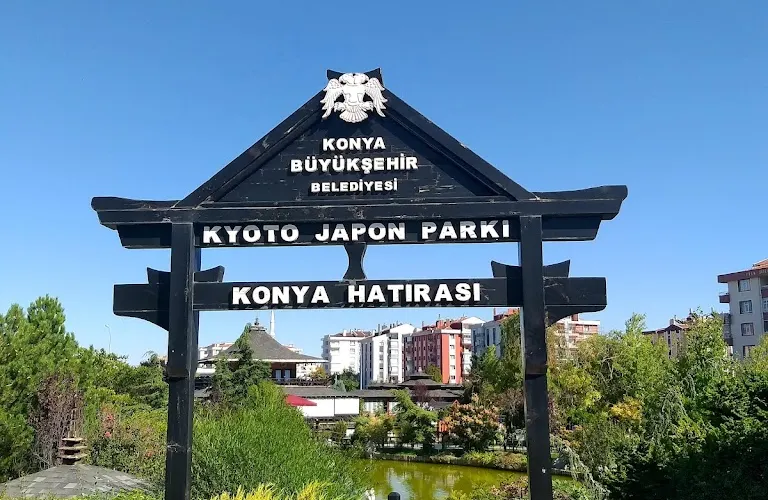 KONYA
BÜYÜKŞEHİR
BELEDİYESİ
KYOTO JAPON PARKI
KONYA HATIRASI